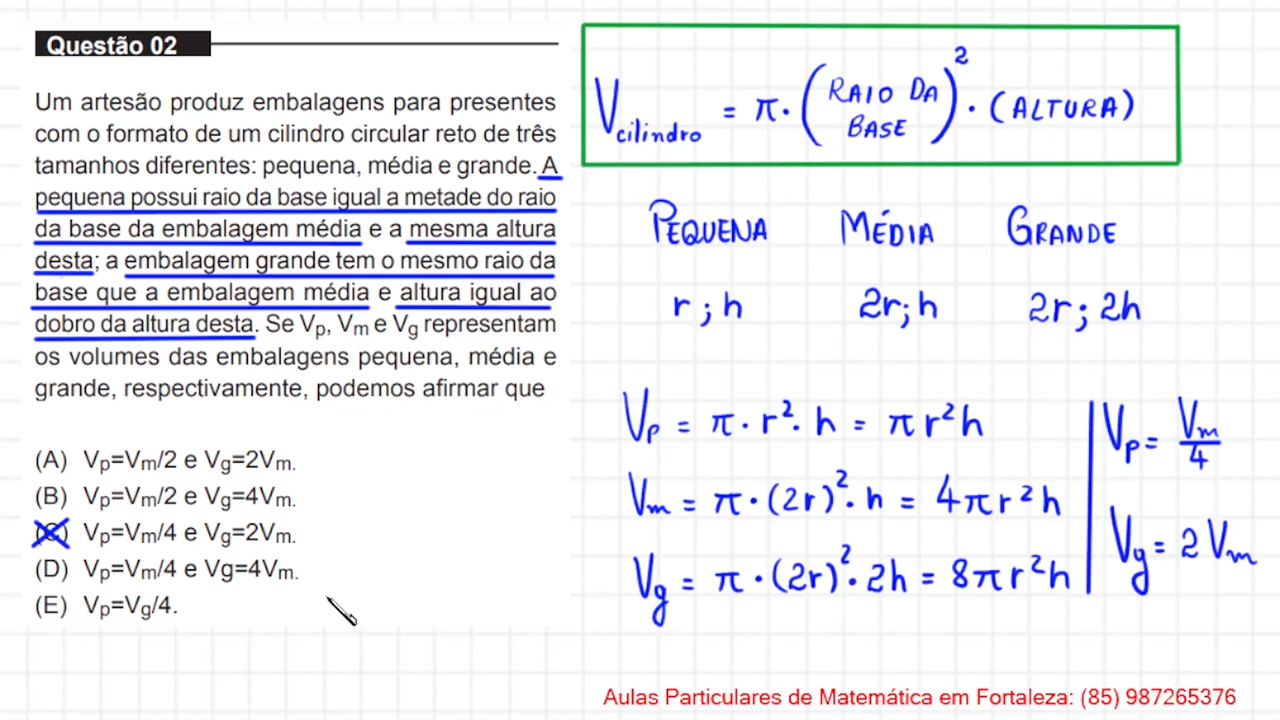 Questão 02
Um artesão produz embalagens para presentes
com o formato de um cilindro circular reto de três
tamanhos diferentes: pequena, média e grande. A
pequena possui raio da base igual a metade do raio
da base da embalagem média e a mesma altura
desta; a embalagem grande tem o mesmo raio da
base que a embalagem média e altura igual ao
dobro da altura desta. Se Vp, Vm e Vg representam
os volumes das embalagens pequena, média e
grande, respectivamente, podemos afirmar que
(A) Vp=Vm/2 e Vg=2Vm.
(B) Vp=Vm/2 e Vg=4Vm.
(C) Vp=Vm/4 e Vg=2Vm.
(D) Vp=Vm/4 e Vg=4Vm.
(E) Vp=Vg/4.
Vcilindro = π · (RAIO DA BASE)² · (ALTURA)
PEQUENA MÉDIA GRANDE
r; h 2r; h 2r; 2h
Vp = π · r² · h = πr²h
Vm = π · (2r)² · h = 4πr²h
Vg = π · (2r)² · 2h = 8πr²h
Vp = Vm/4
Vg = 2Vm
Aulas Particulares de Matemática em Fortaleza: (85) 987265376